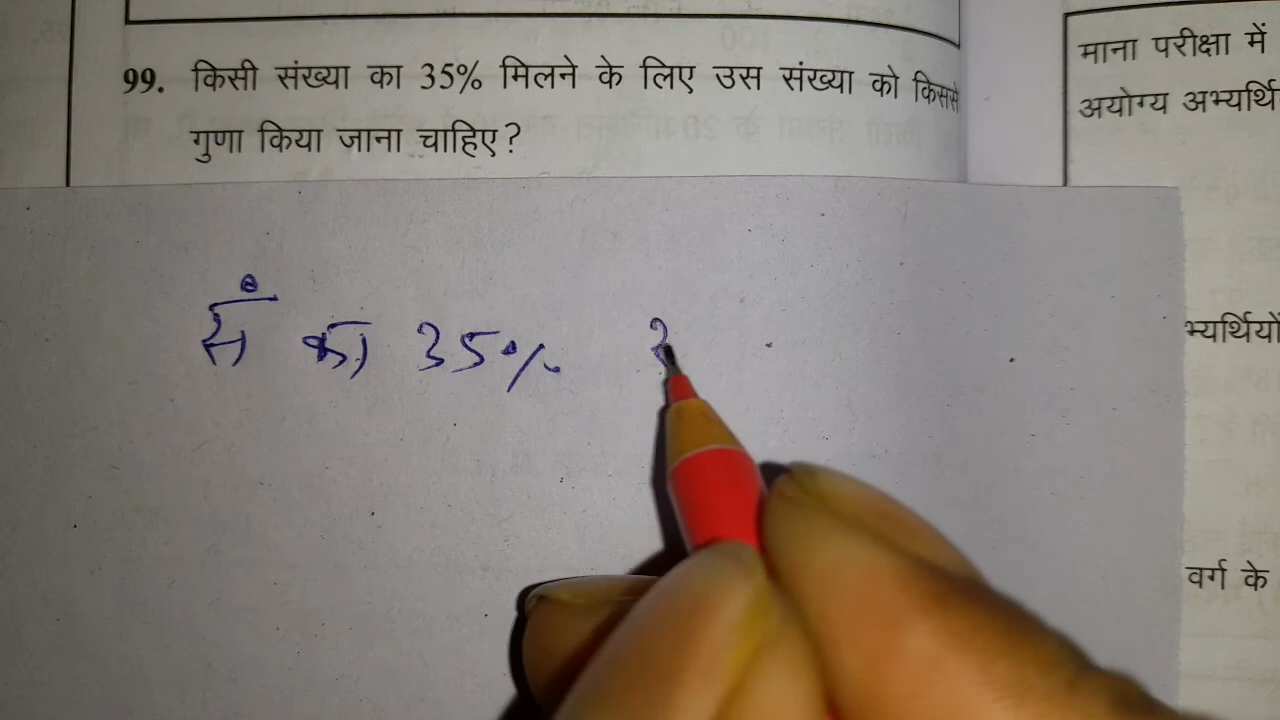 99. किसी संख्या का 35% मिलने के लिए उस संख्या को किससे
गुणा किया जाना चाहिए?
सं का 35%
माना परीक्षा में
अयोग्य अभ्यर्थि
भ्यर्थियों
वर्ग के